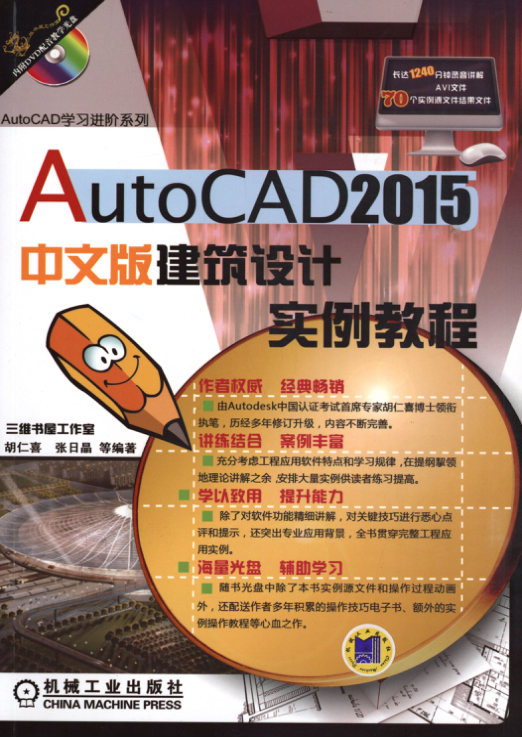 内附DVD配音教学光盘
长达1240分钟录音讲解
AVI文件
70个实例源文件结果文件
AutoCAD学习进阶系列
AutoCAD2015
中文版建筑设计
实例教程
作者权威 经典畅销
由Autodesk中国认证考试首席专家胡仁喜博士领衔
执笔，历经多年修订升级，内容不断完善。
讲练结合 案例丰富
充分考虑工程应用软件特点和学习规律，在提纲挈领
地理论讲解之余，安排大量实例供读者练习提高。
学以致用 提升能力
除了对软件功能精细讲解，对关键技巧进行恶心点
评和提示，还突出专业应用背景，全书贯穿完整工程应
用实例。
海量光盘 辅助学习
随书光盘中除了本书实例源文件和操作过程动画
外，还配送作者多年积累的操作技巧电子书、额外的实
例操作教程等心血之作。
三维书屋工作室
胡仁喜 张日晶 等编著
机械工业出版社
CHINA MACHINE PRESS